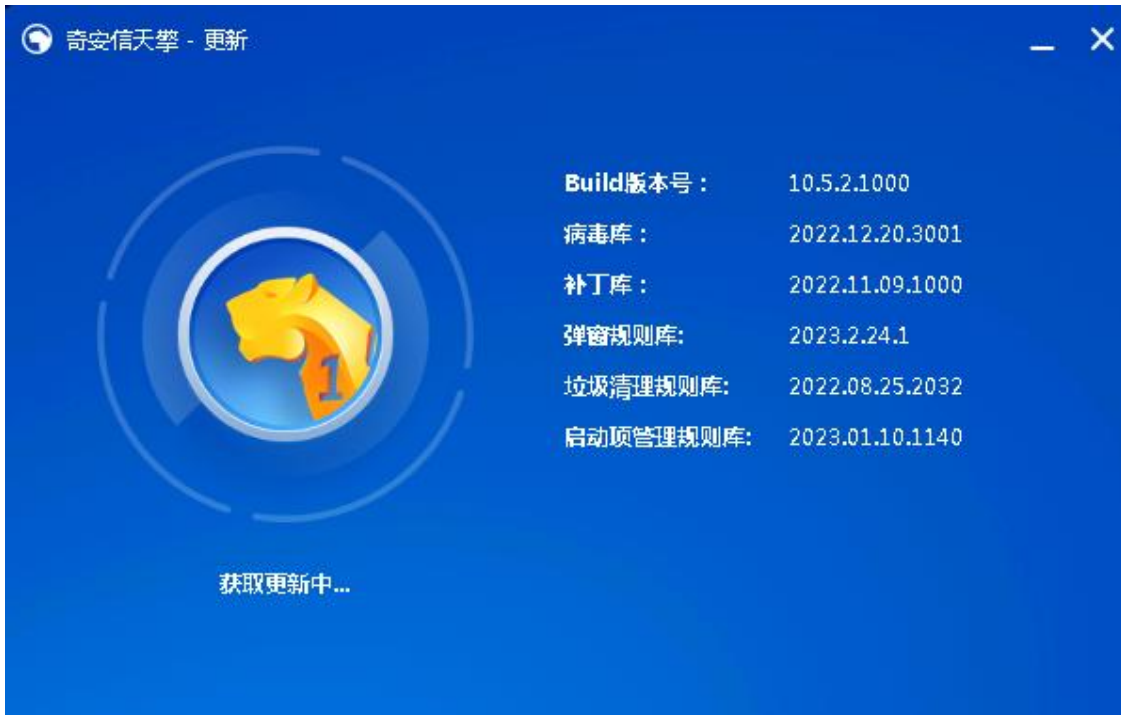 奇安信天擎 - 更新
Build版本号： 10.5.2.1000
病毒库： 2022.12.20.3001
补丁库： 2022.11.09.1000
弹窗规则库: 2023.2.24.1
垃圾清理规则库: 2022.08.25.2032
启动项管理规则库: 2023.01.10.1140
1
获取更新中...